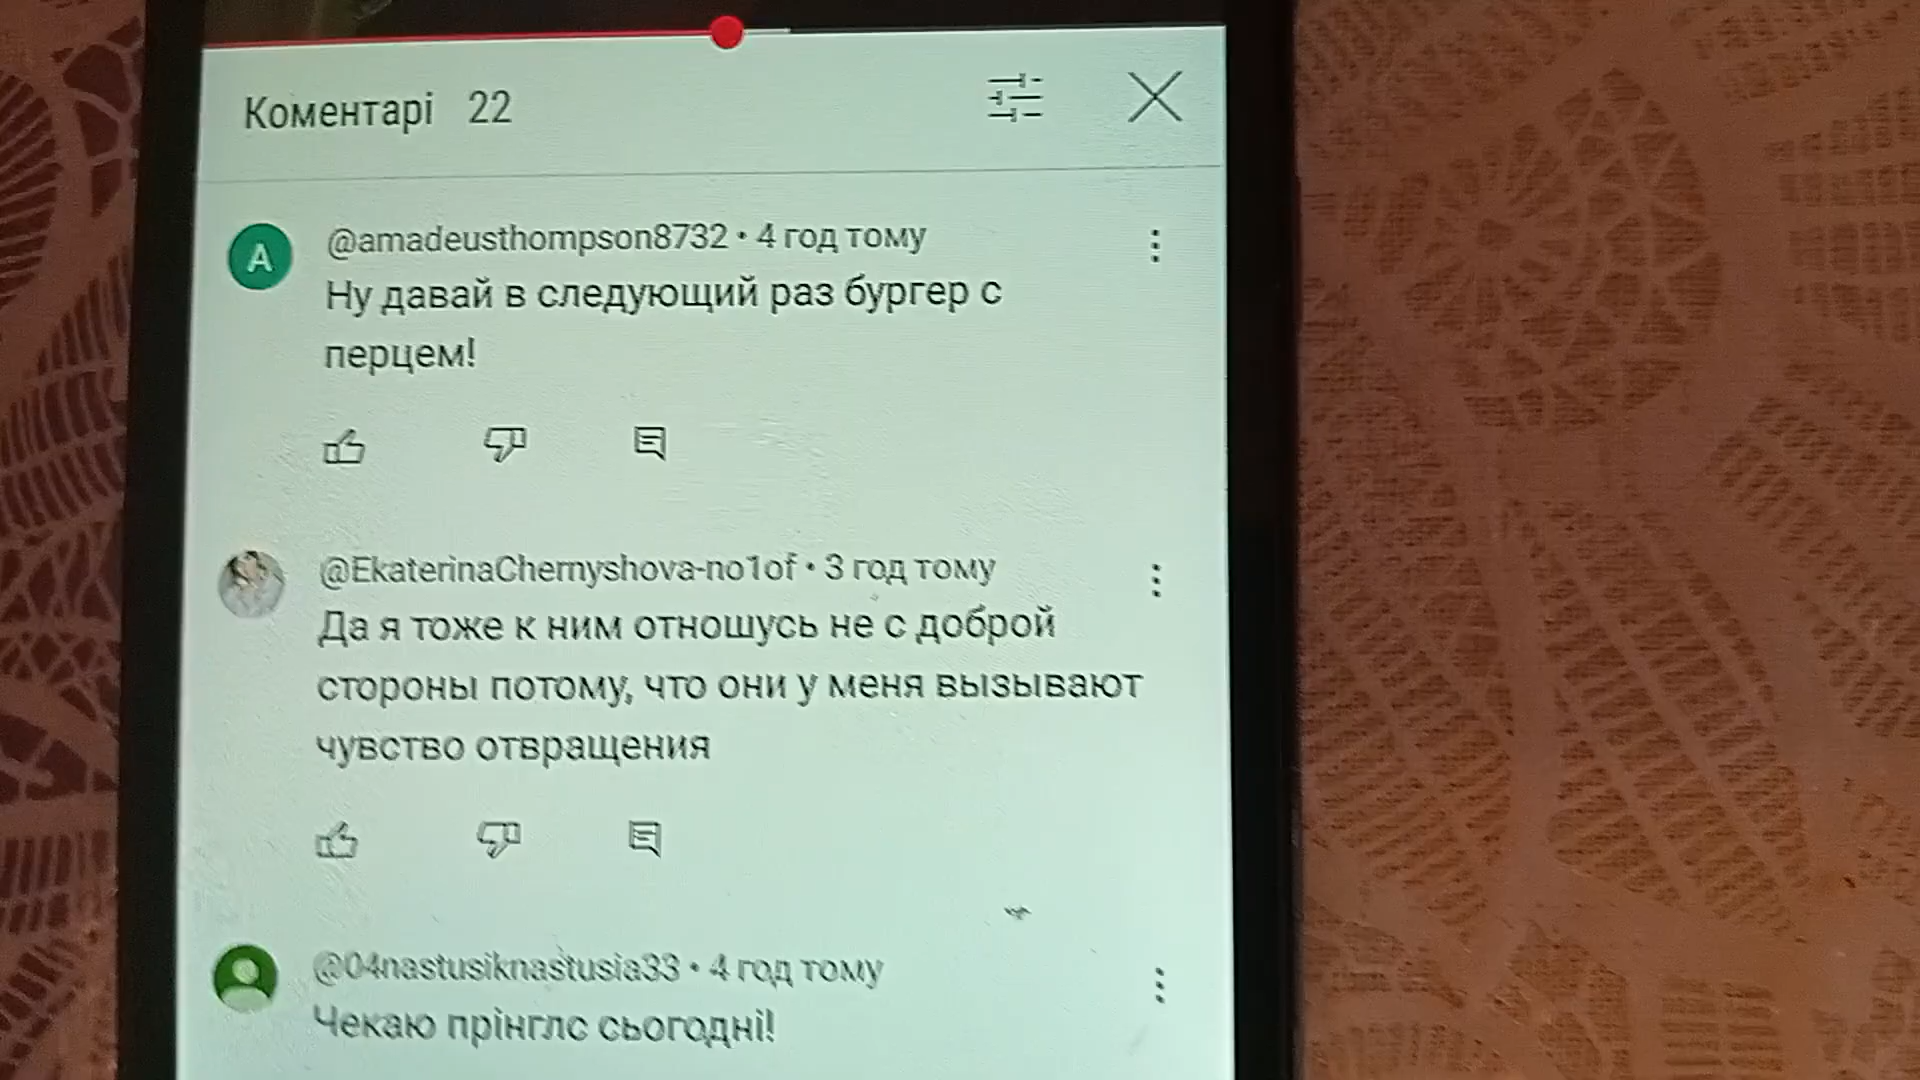 Коментарі 22
A
@amadeusthompson8732 • 4 год тому
Ну давай в следующий раз бургер с
перцем!
@EkaterinaChernyshova-no1of • 3 год тому
Да я тоже к ним отношусь не с доброй
стороны потому, что они у меня вызывают
чувство отвращения
@04nastusiknastusia33 • 4 год тому
Чекаю прінглс сьогодні!